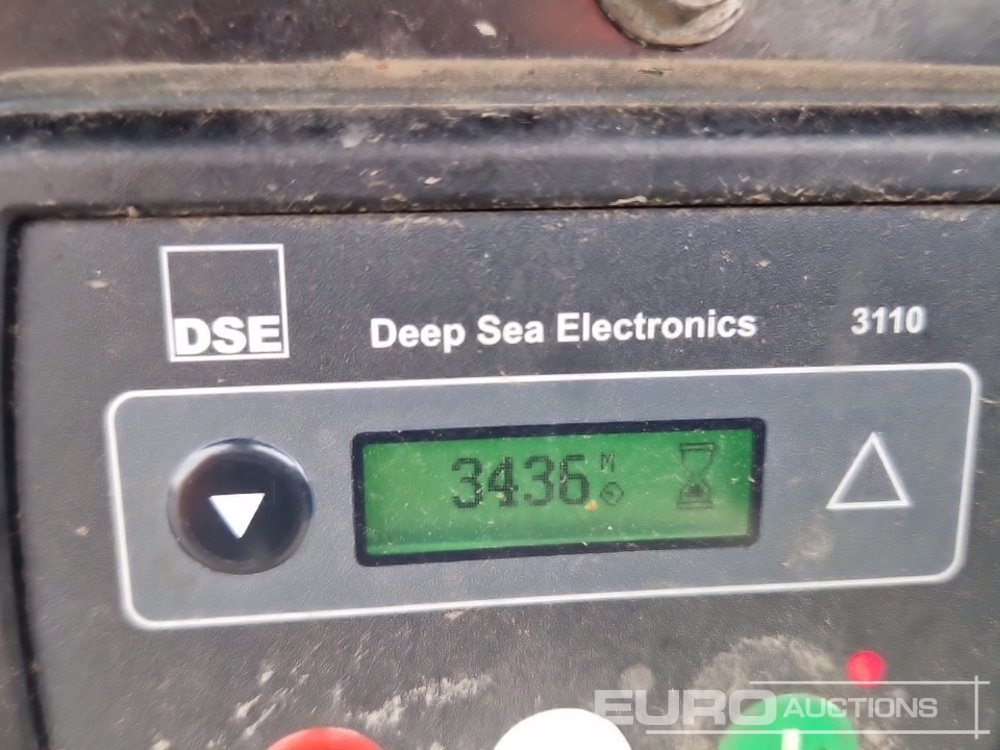 DSE
Deep Sea Electronics 3110
3436 M
EURO AUCTIONS